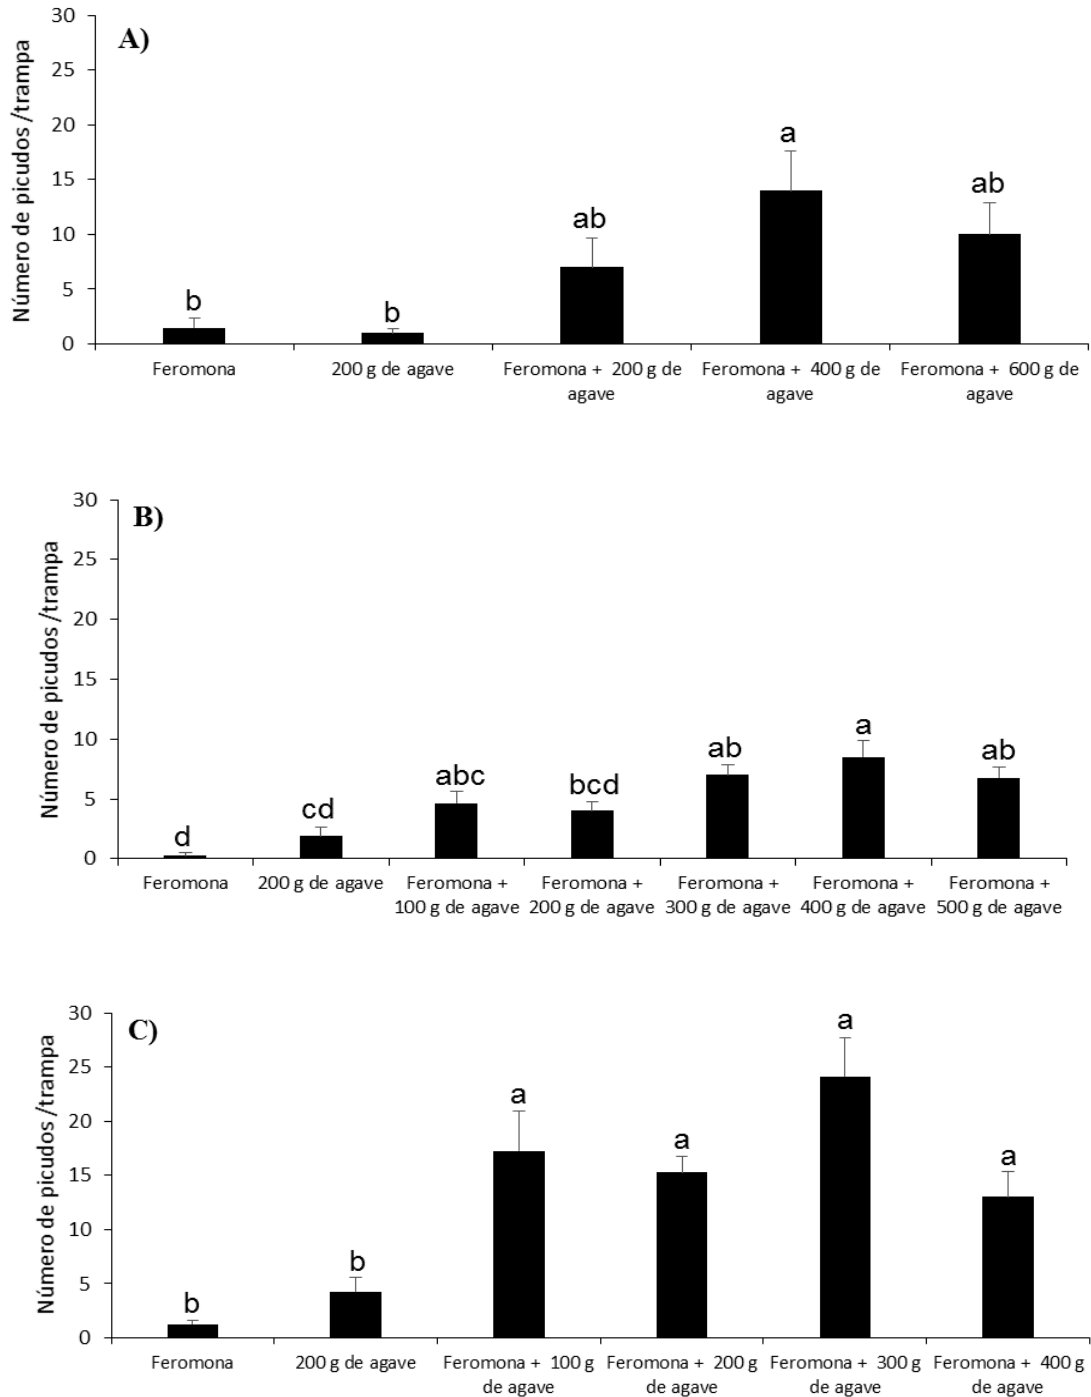 A)
Número de picudos /trampa
30
25
20
15
10
5
0
b
b
ab
a
ab
Feromona
200 g de agave
Feromona + 200 g de
agave
Feromona + 400 g de
agave
Feromona + 600 g de
agave
B)
Número de picudos /trampa
30
25
20
15
10
5
0
d
cd
abc
bcd
ab
a
ab
Feromona
200 g de agave
Feromona +
100 g de agave
Feromona +
200 g de agave
Feromona +
300 g de agave
Feromona +
400 g de agave
Feromona +
500 g de agave
C)
Número de picudos /trampa
30
25
20
15
10
5
0
b
b
a
a
a
a
Feromona
200 g de agave
Feromona + 100 g
de agave
Feromona + 200 g
de agave
Feromona + 300 g
de agave
Feromona + 400 g
de agave